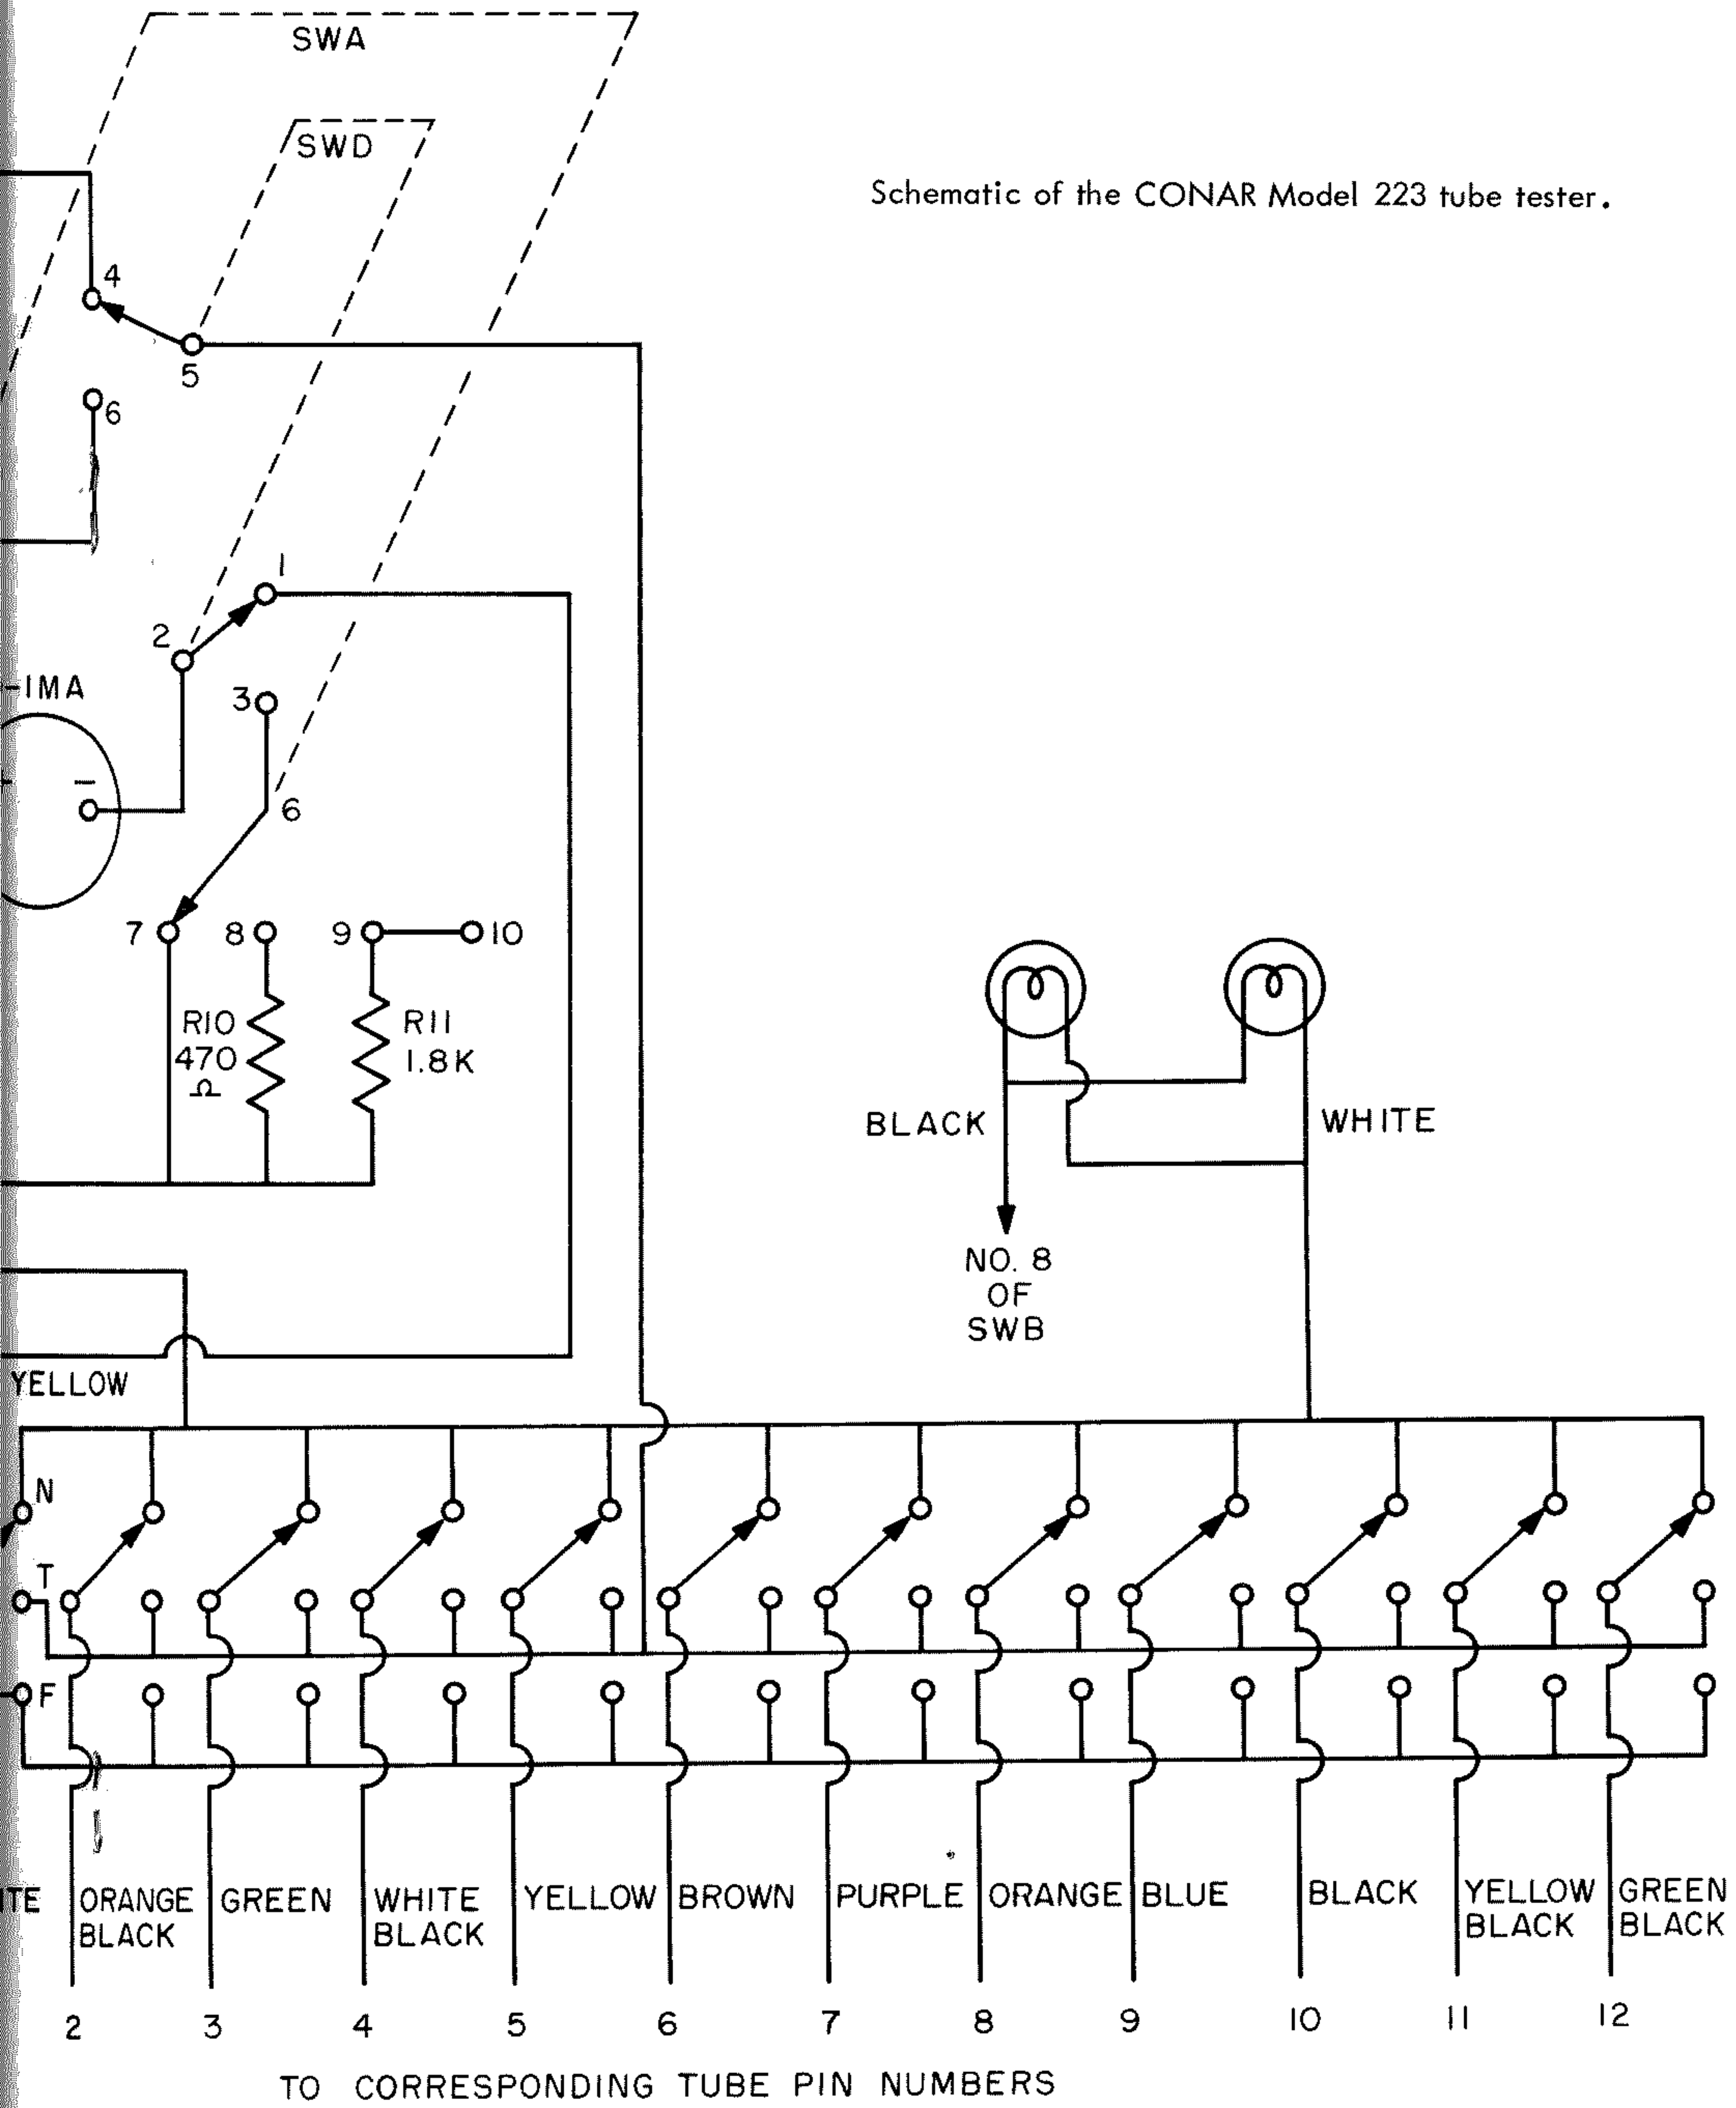 SWA
SWD
Schematic of the CONAR Model 223 tube tester.
4
5
6
1
2
-1MA
3
-
6
7
8
9
10
R10
470
Ω
R11
1.8K
BLACK
WHITE
NO. 8
OF
SWB
YELLOW
N
T
F
ORANGE
BLACK
GREEN
WHITE
BLACK
YELLOW
BROWN
PURPLE
ORANGE
BLUE
BLACK
YELLOW
BLACK
GREEN
BLACK
2 3 4 5 6 7 8 9 10 11 12
TO CORRESPONDING TUBE PIN NUMBERS